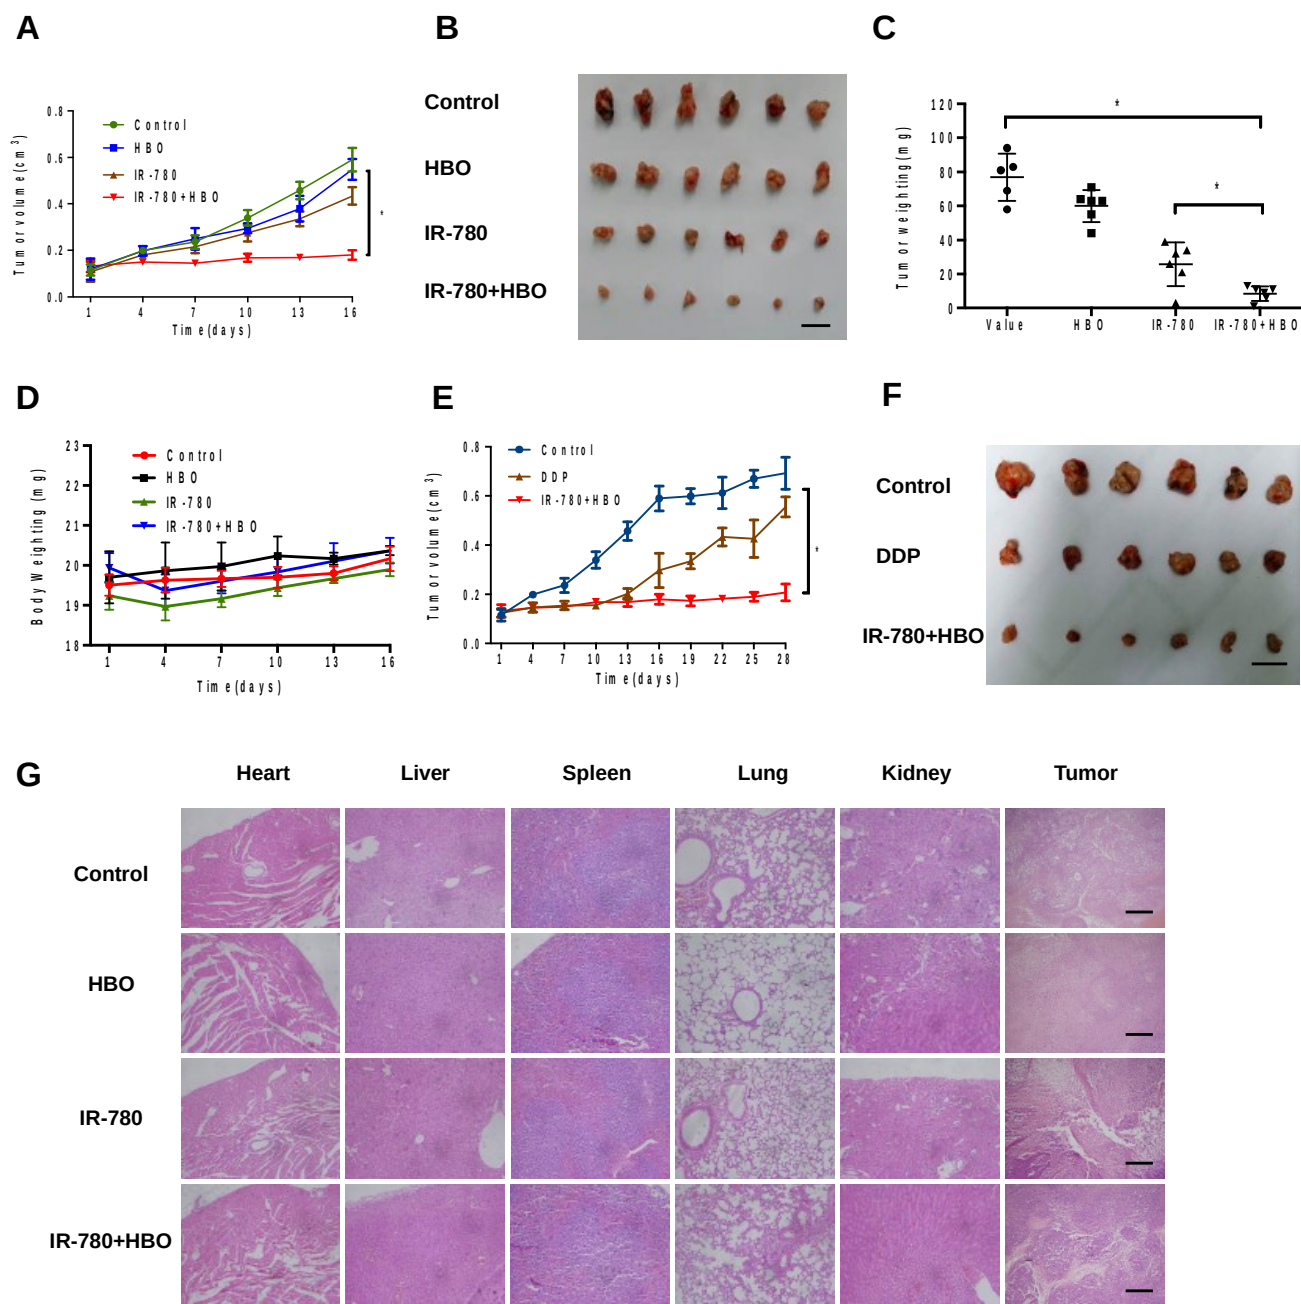 A
B
C
0.8
0.6
0.4
0.2
0.0
Tumor volume(cm3)
Control
HBO
IR-780
IR-780+HBO
*
1 4 7 10 13 16
Time(days)
Control
HBO
IR-780
IR-780+HBO
120
100
80
60
40
20
0
Tumor weighting(mg)
*
*
Value HBO IR-780 IR-780+HBO
D
E
F
23
22
21
20
19
18
Body Weighting(mg)
Control
HBO
IR-780
IR-780+HBO
1 4 7 10 13 16
Time(days)
0.8
0.6
0.4
0.2
0.0
Tumor volume(cm3)
Control
DDP
IR-780+HBO
*
1 4 7 10 13 16 19 22 25 28
Time(days)
Control
DDP
IR-780+HBO
G
Heart Liver Spleen Lung Kidney Tumor
Control
HBO
IR-780
IR-780+HBO